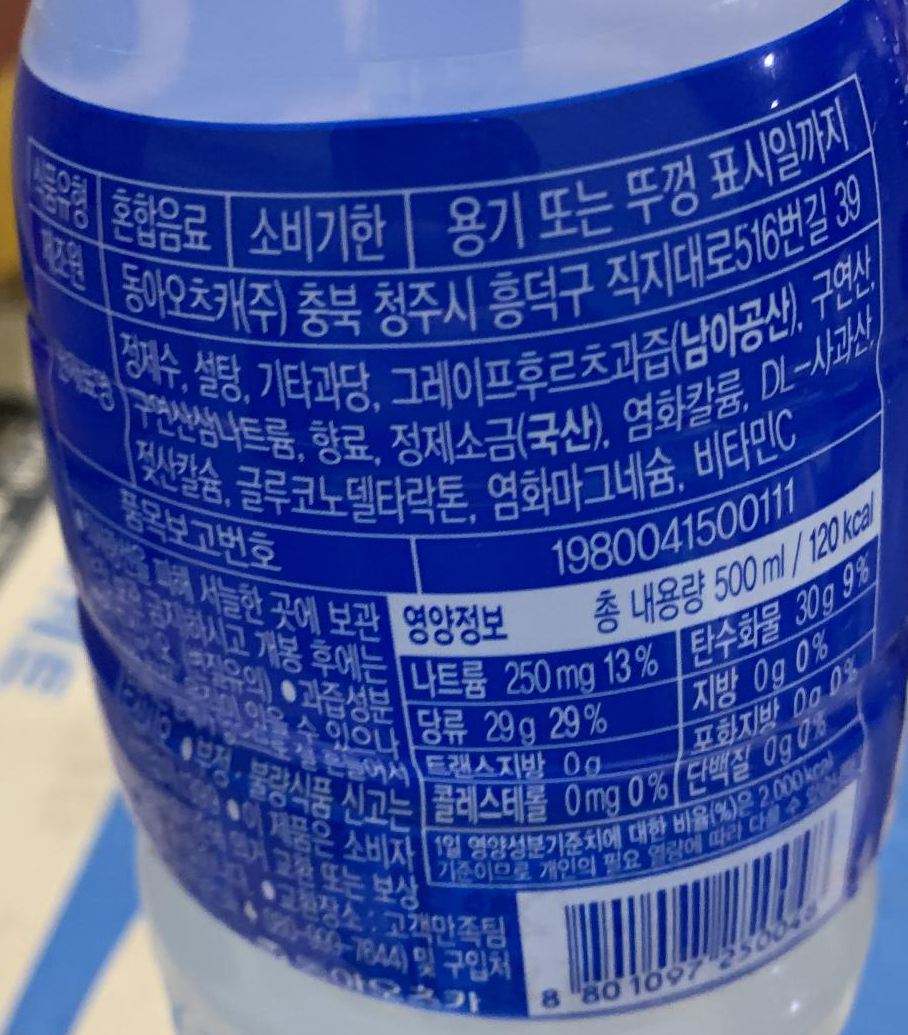 식품유형 혼합음료 소비기한 용기 또는 뚜껑 표시일까지
제조원 동아오츠카(주) 충북 청주시 흥덕구 직지대로516번길 39
정제수, 설탕, 기타과당, 그레이프후르츠과즙(남아공산), 구연산,
구연산삼나트륨, 향료, 정제소금(국산), 염화칼륨, DL-사과산,
젖산칼슘, 글루코노델타락톤, 염화마그네슘, 비타민C
품목보고번호 1980041500111
영양정보 총 내용량 500 ml / 120 kcal
나트륨 250 mg 13% 탄수화물 30 g 9%
당류 29 g 29% 지방 0 g 0%
트랜스지방 0 g 포화지방 0 g 0%
콜레스테롤 0 mg 0% 단백질 0 g 0%
1일 영양성분기준치에 대한 비율(%)은 2,000 kcal
기준이므로 개인의 필요 열량에 따라 다를 수
피해 서늘한 곳에 보관
개봉 후에는
●과즙성분
수 있으나
●부정·불량식품 신고는
●이 제품은 소비자
교환 또는 보상
●교환장소 : 고객만족팀
7644) 및 구입처
8 801097 250048